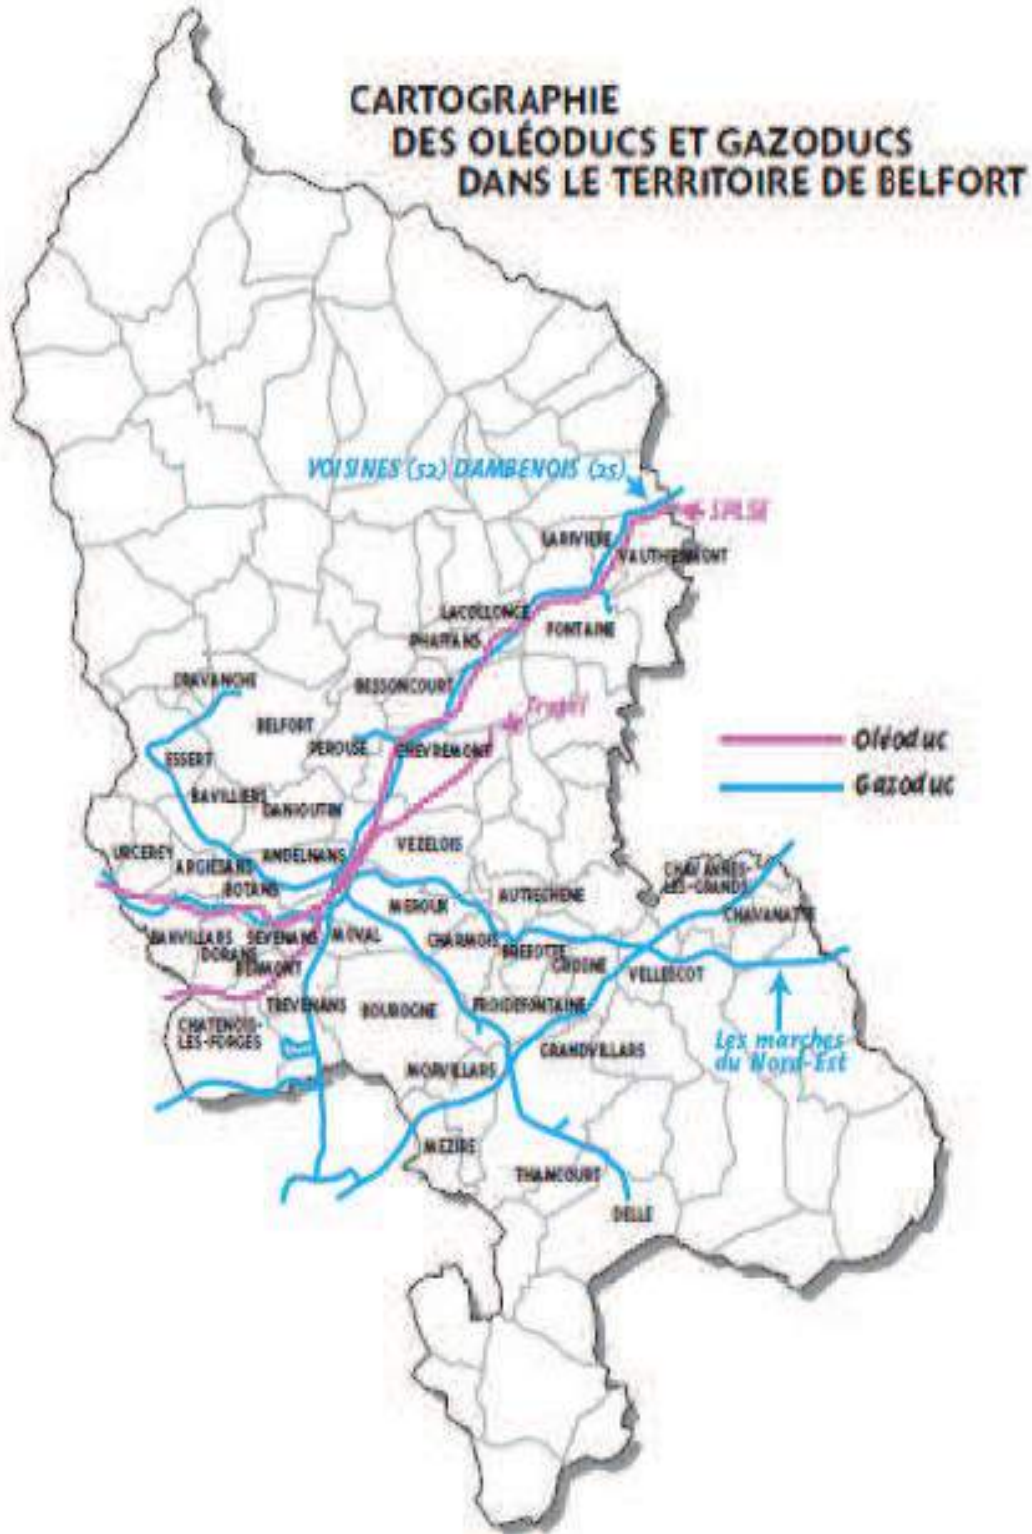 CARTOGRAPHIE
DES OLÉODUCS ET GAZODUCS
DANS LE TERRITOIRE DE BELFORT
VOISINES (52) DAMBENOIS (25)
SPLSE
LARIVIERE
VAUTHIERMONT
LACOLLONGE
FONTAINE
PHAFFANS
BESSONCOURT
CRAVANCHE
Trapil
BELFORT
PEROUSE
CHEVREMONT
Oléoduc
ESSERT
Gazoduc
BAVILLIERS
DANJOUTIN
URCEREY
ANDELNANS
VEZELOIS
ARGIESANS
CHAVANNES-
LES-GRANDS
BOTANS
AUTRECHENE
MEROUX
CHAVANATTE
BANVILLARS
SEVENANS
MOVAL
CHARMOIS
BREBOTTE
DORANS
BERMONT
GROSNE
VELLESCOT
TREVENANS
BOUROGNE
FROIDEFONTAINE
CHATENOIS-
LES-FORGES
GRANDVILLARS
Les marches
du Nord-Est
MORVILLARS
MEZIRE
THIANCOURT
DELLE